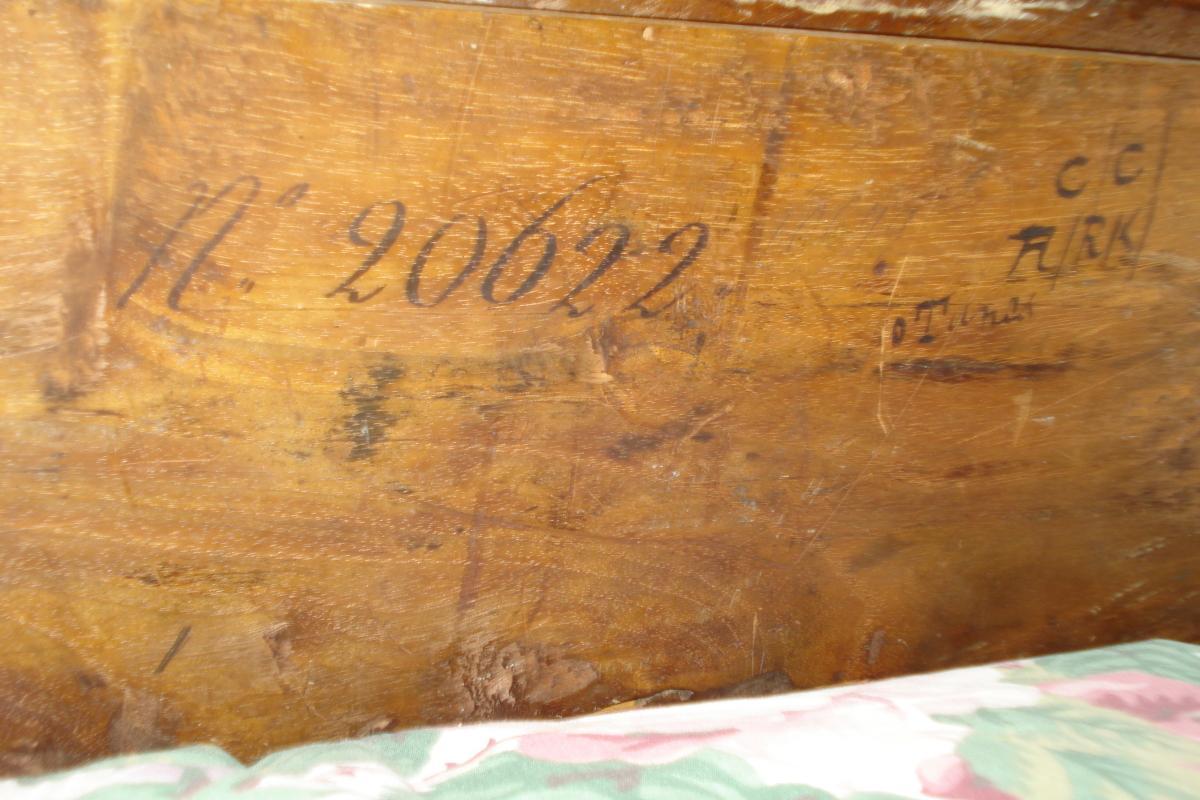 N.o 20622.
C/C/
A/RK/